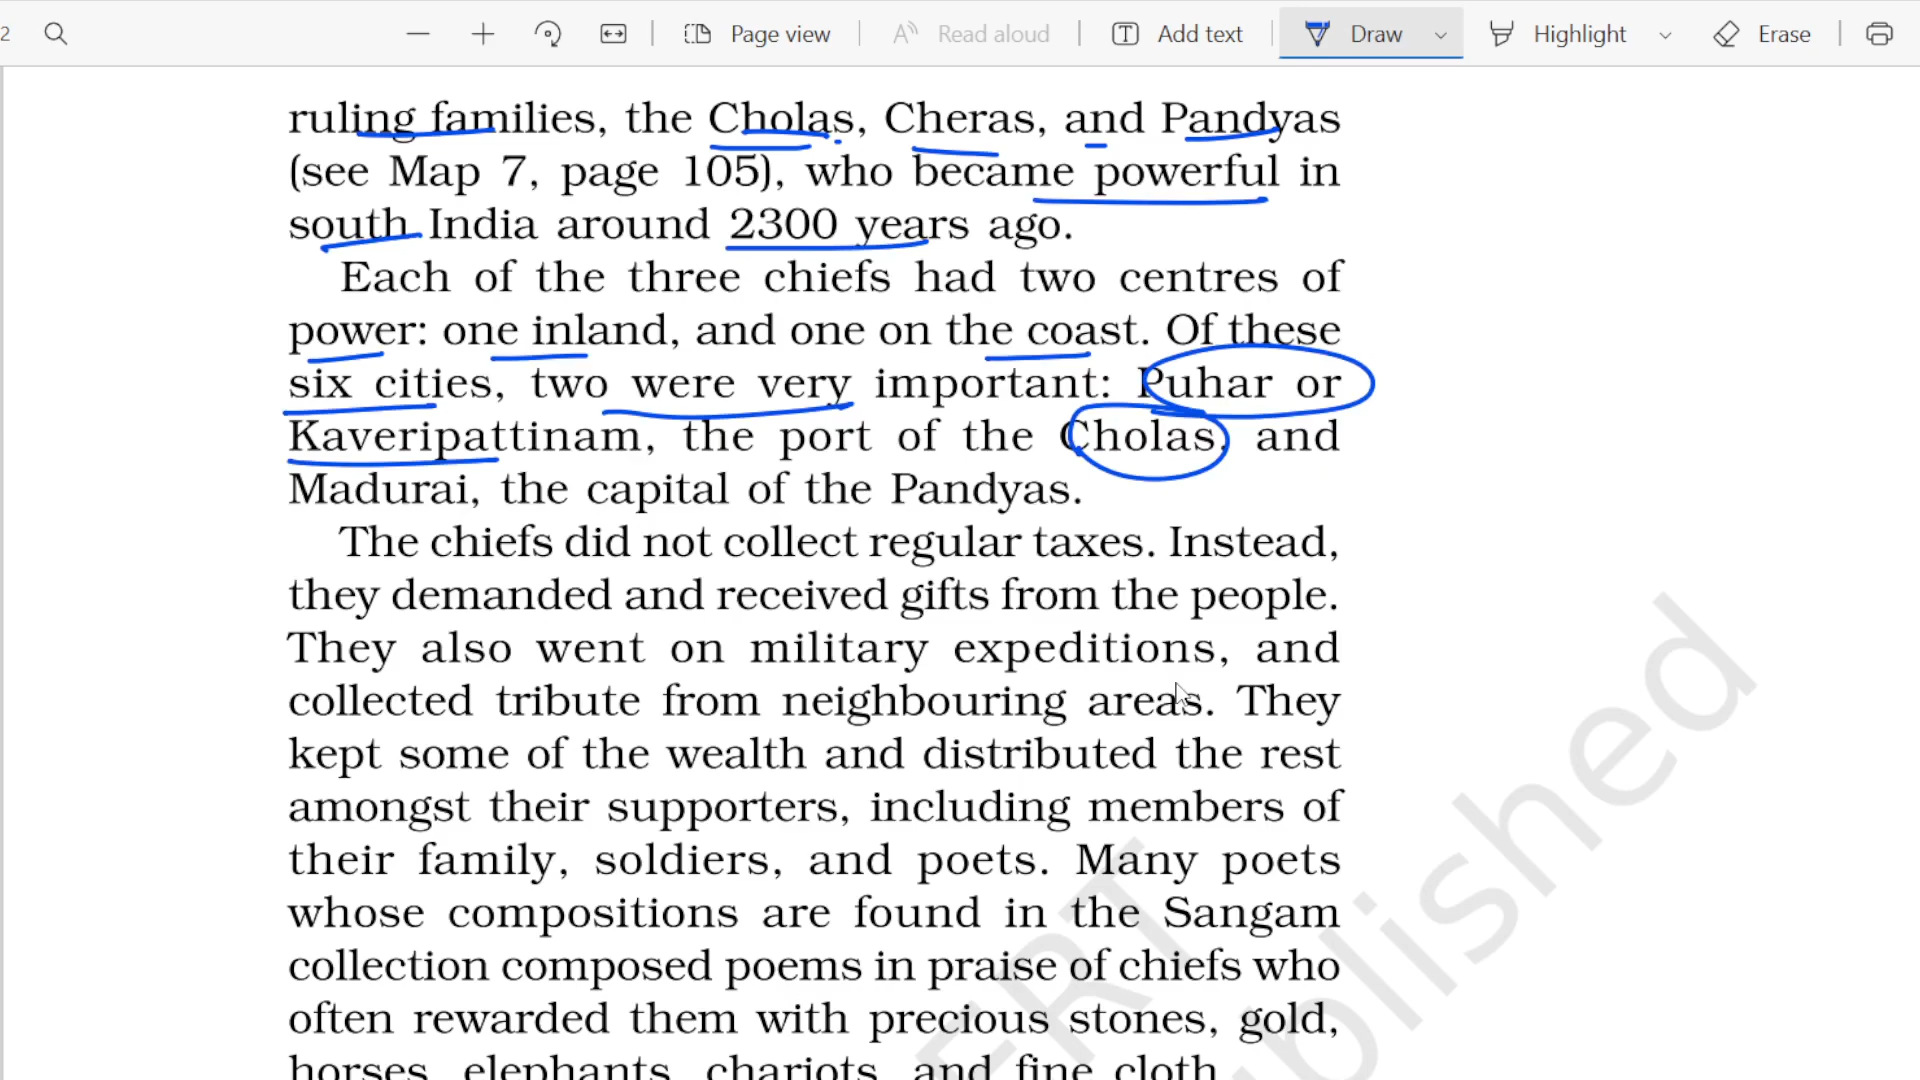 2
Page view
Read aloud
Add text
Draw
Highlight
Erase
ruling families, the Cholas, Cheras, and Pandyas
(see Map 7, page 105), who became powerful in
south India around 2300 years ago.
Each of the three chiefs had two centres of
power: one inland, and one on the coast. Of these
six cities, two were very important: Puhar or
Kaveripattinam, the port of the Cholas, and
Madurai, the capital of the Pandyas.
The chiefs did not collect regular taxes. Instead,
they demanded and received gifts from the people.
They also went on military expeditions, and
collected tribute from neighbouring areas. They
kept some of the wealth and distributed the rest
amongst their supporters, including members of
their family, soldiers, and poets. Many poets
whose compositions are found in the Sangam
collection composed poems in praise of chiefs who
often rewarded them with precious stones, gold,
horses, elephants, chariots, and fine cloth.